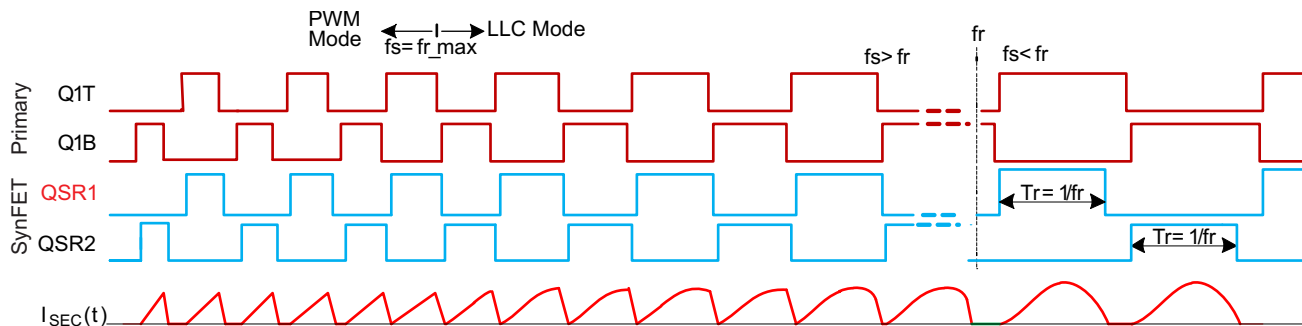 PWM Mode
LLC Mode
fs= fr_max
fs> fr
fr
fs< fr
Primary
Q1T
Q1B
SynFET
QSR1
Tr= 1/fr
QSR2
Tr= 1/fr
ISEC(t)